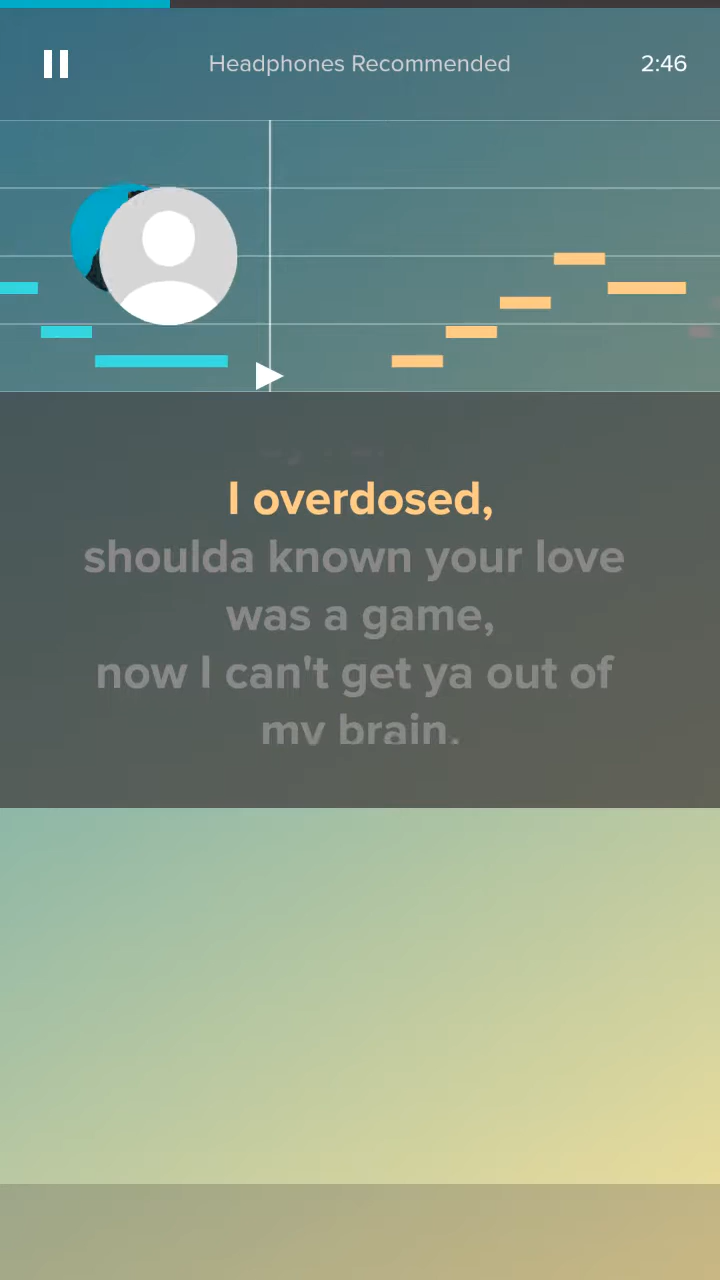 Headphones Recommended
2:46
I overdosed,
shoulda known your love
was a game,
now I can't get ya out of
my brain.